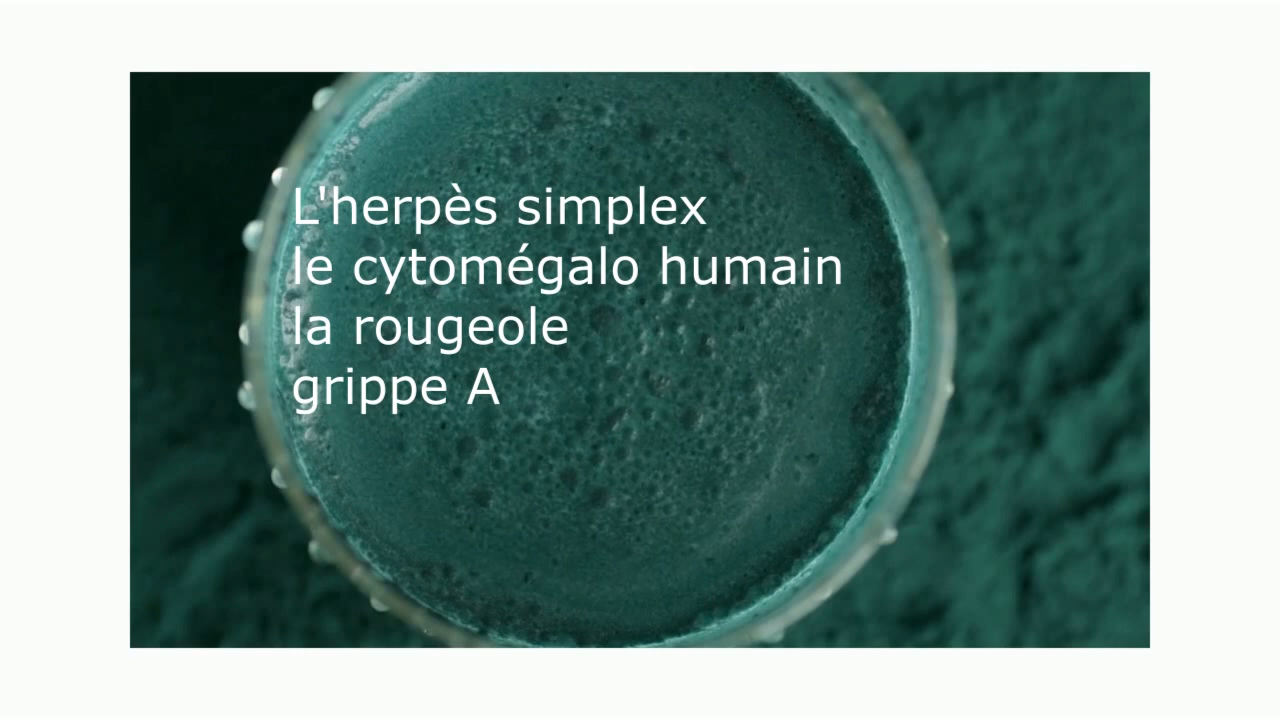 L'herpès simplex
le cytomégalo humain
la rougeole
grippe A